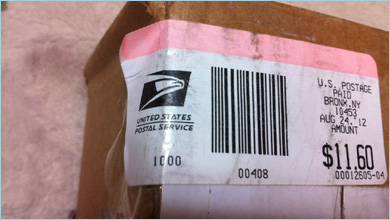 UNITED STATES
POSTAL SERVICE
1000
00408
U.S. POSTAGE
PAID
BRONX.NY
10453
AUG 24. 12
AMOUNT
$11.60
00012605-04